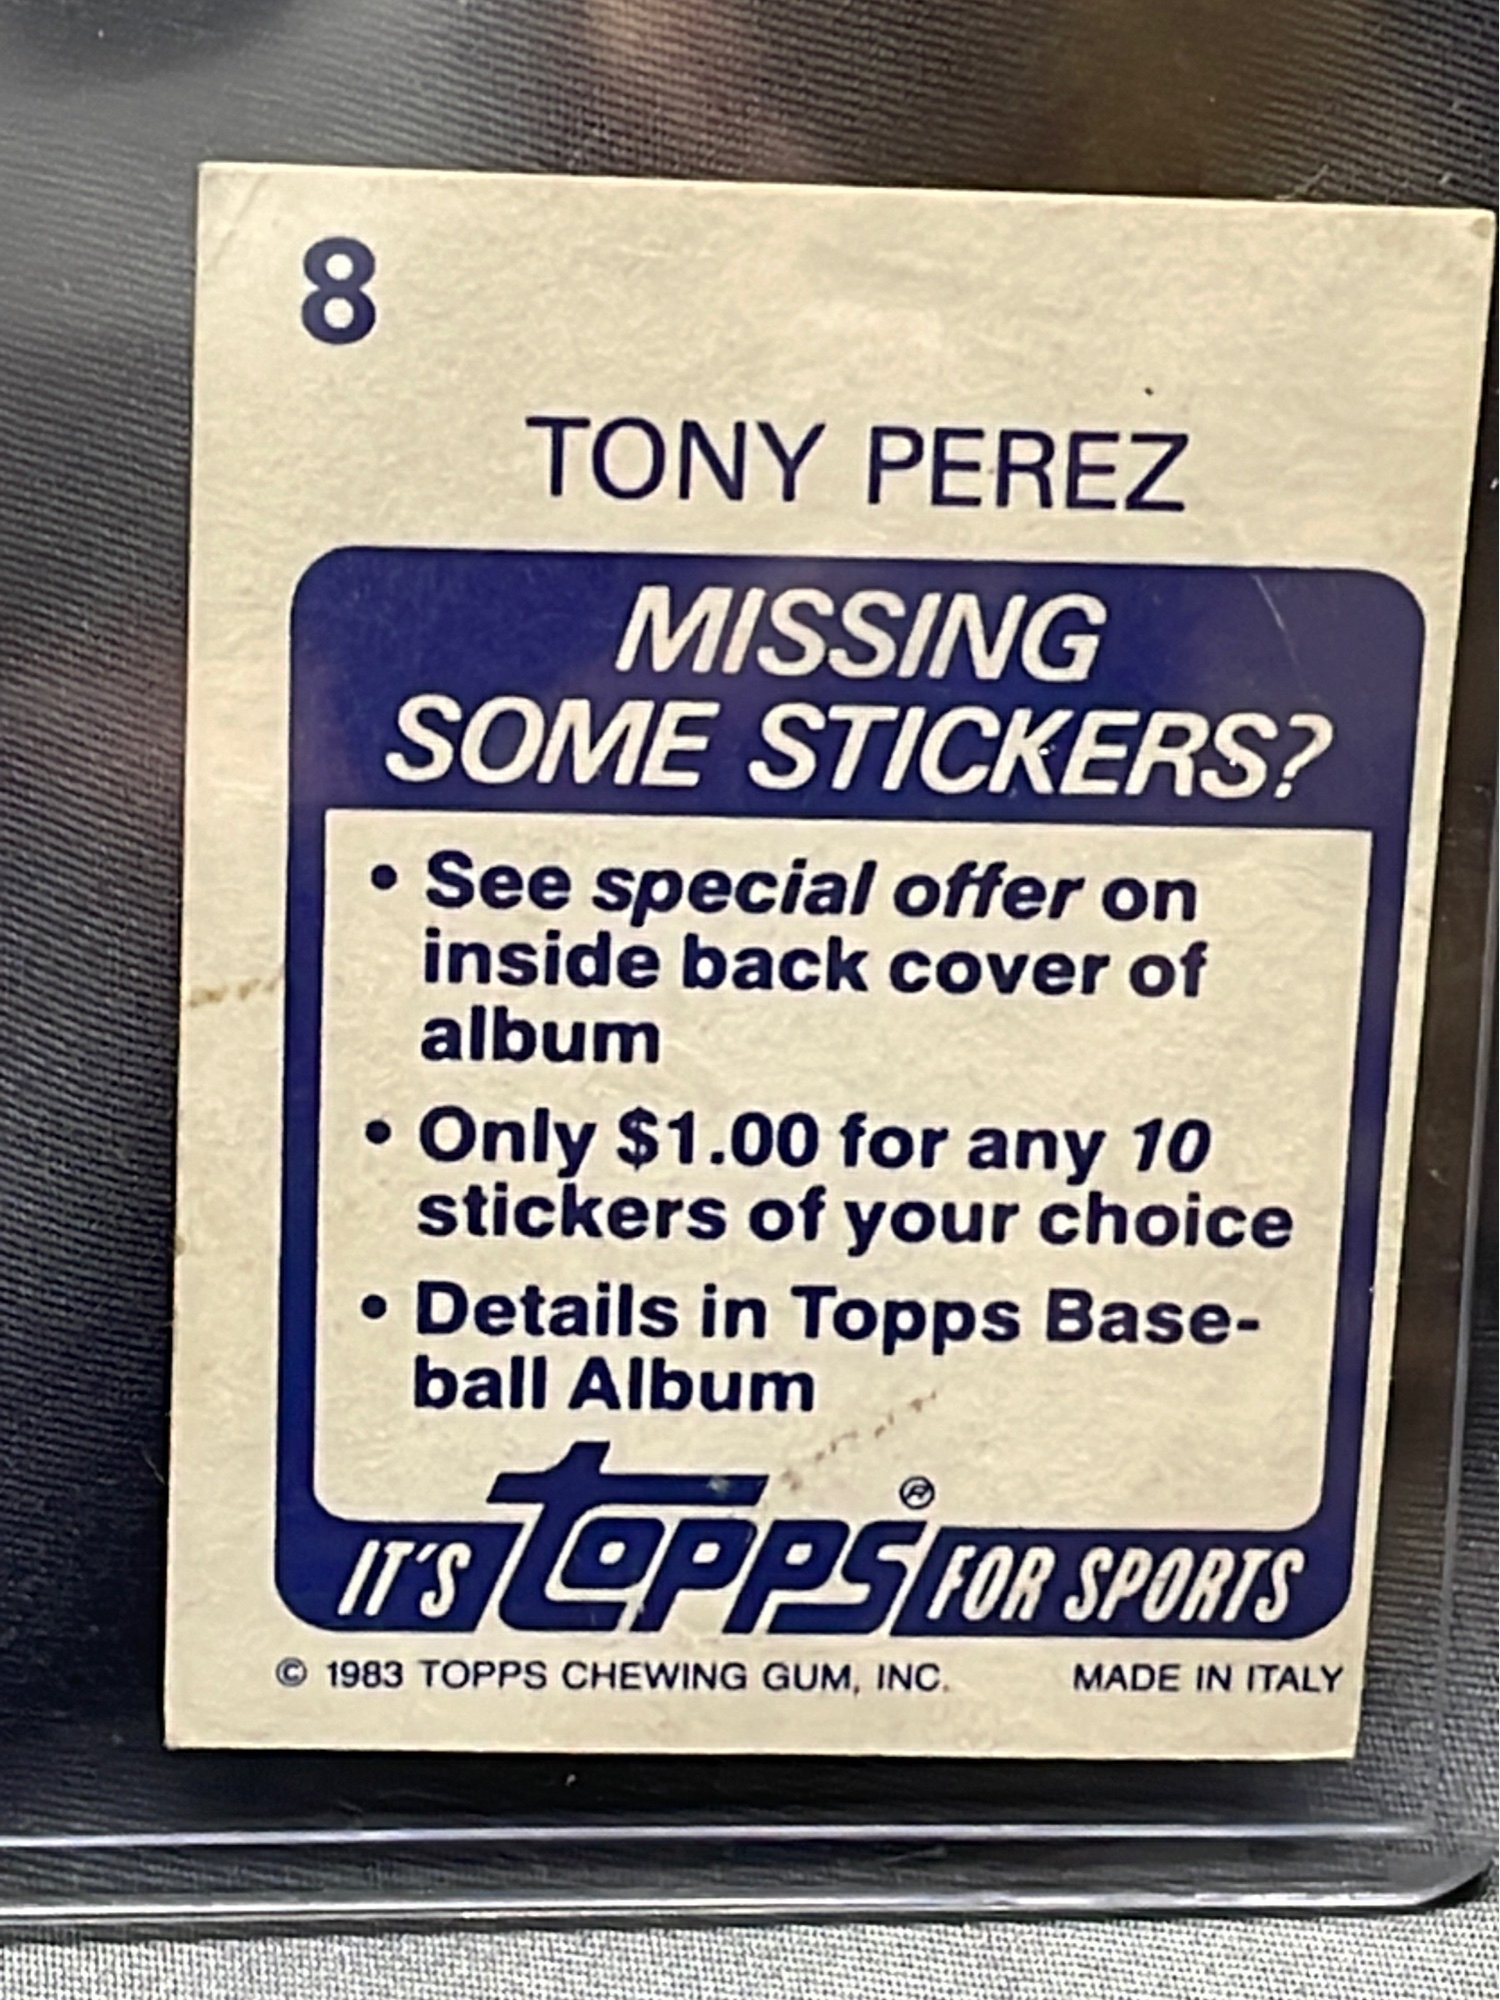 8
TONY PEREZ
MISSING
SOME STICKERS?
• See special offer on
inside back cover of
album
• Only $1.00 for any 10
stickers of your choice
• Details in Topps Base-
ball Album
IT'S topps® FOR SPORTS
© 1983 TOPPS CHEWING GUM, INC. MADE IN ITALY